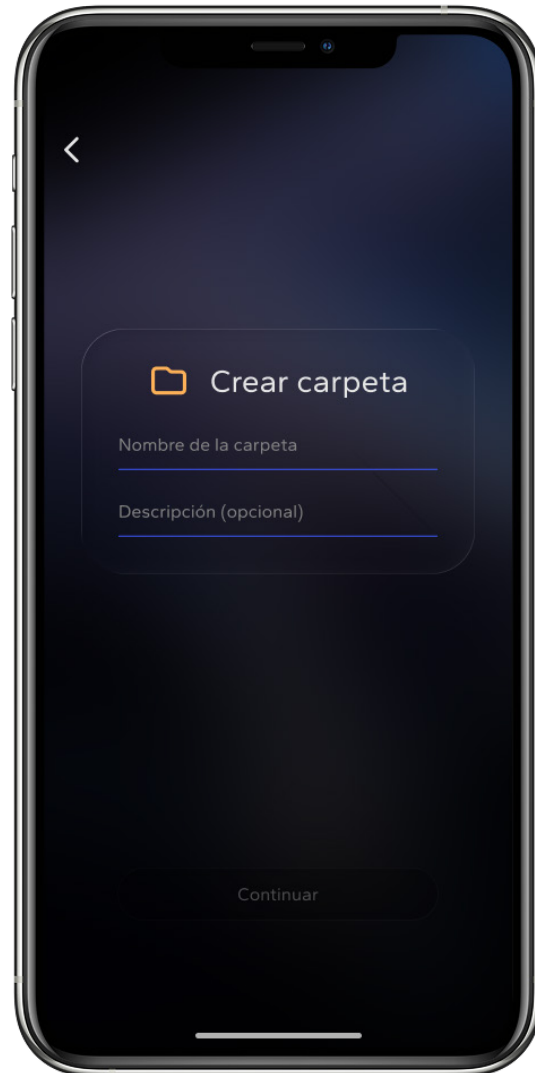 Crear carpeta
Nombre de la carpeta
Descripción (opcional)
Continuar